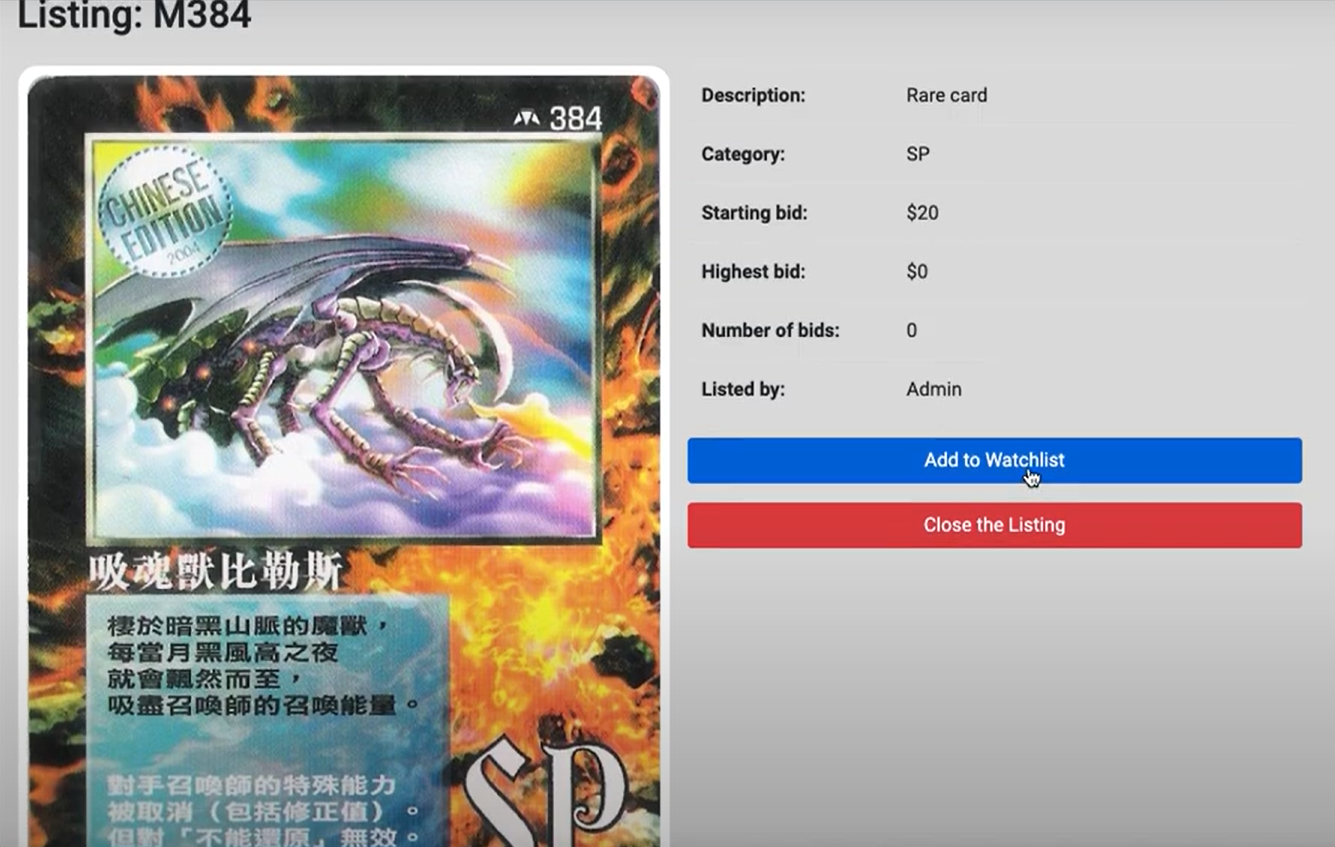 Listing: M384
384
CHINESE
EDITION
2004
吸魂獸比勒斯
棲於暗黑山脈的魔獸，
每當月黑風高之夜
就會飄然而至，
吸盡召喚師的召喚能量。
對手召喚師的特殊能力
被取消（包括修正值）。
但對「不能還原」無效。
SP
Description: Rare card
Category: SP
Starting bid: $20
Highest bid: $0
Number of bids: 0
Listed by: Admin
Add to Watchlist
Close the Listing